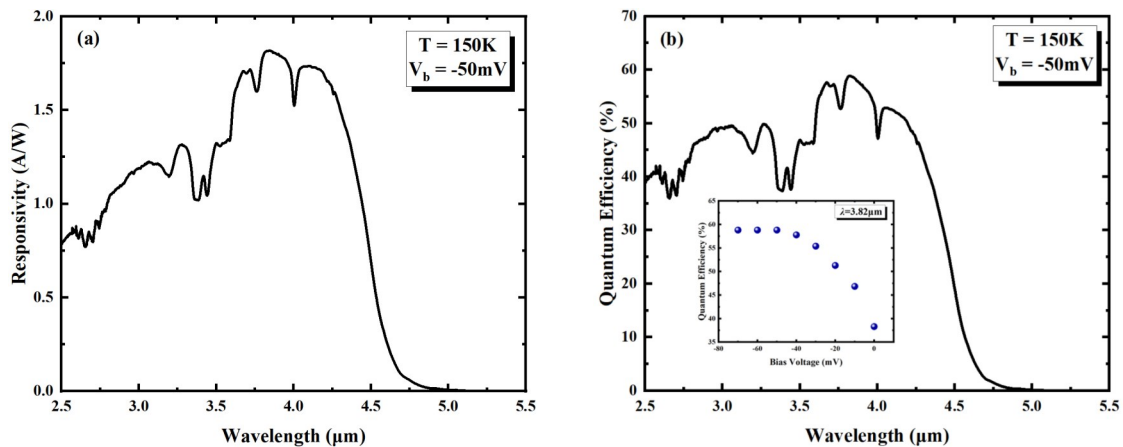 (a)
T = 150K
V_b = -50mV
2.0
1.5
1.0
0.5
0.0
Responsivity (A/W)
2.5 3.0 3.5 4.0 4.5 5.0 5.5
Wavelength (μm)
(b)
T = 150K
V_b = -50mV
70
60
50
40
30
20
10
0
Quantum Efficiency (%)
λ=3.82μm
65
60
55
50
45
40
35
Quantum Efficiency (%)
-80 -60 -40 -20 0
Bias Voltage (mV)
2.5 3.0 3.5 4.0 4.5 5.0 5.5
Wavelength (μm)